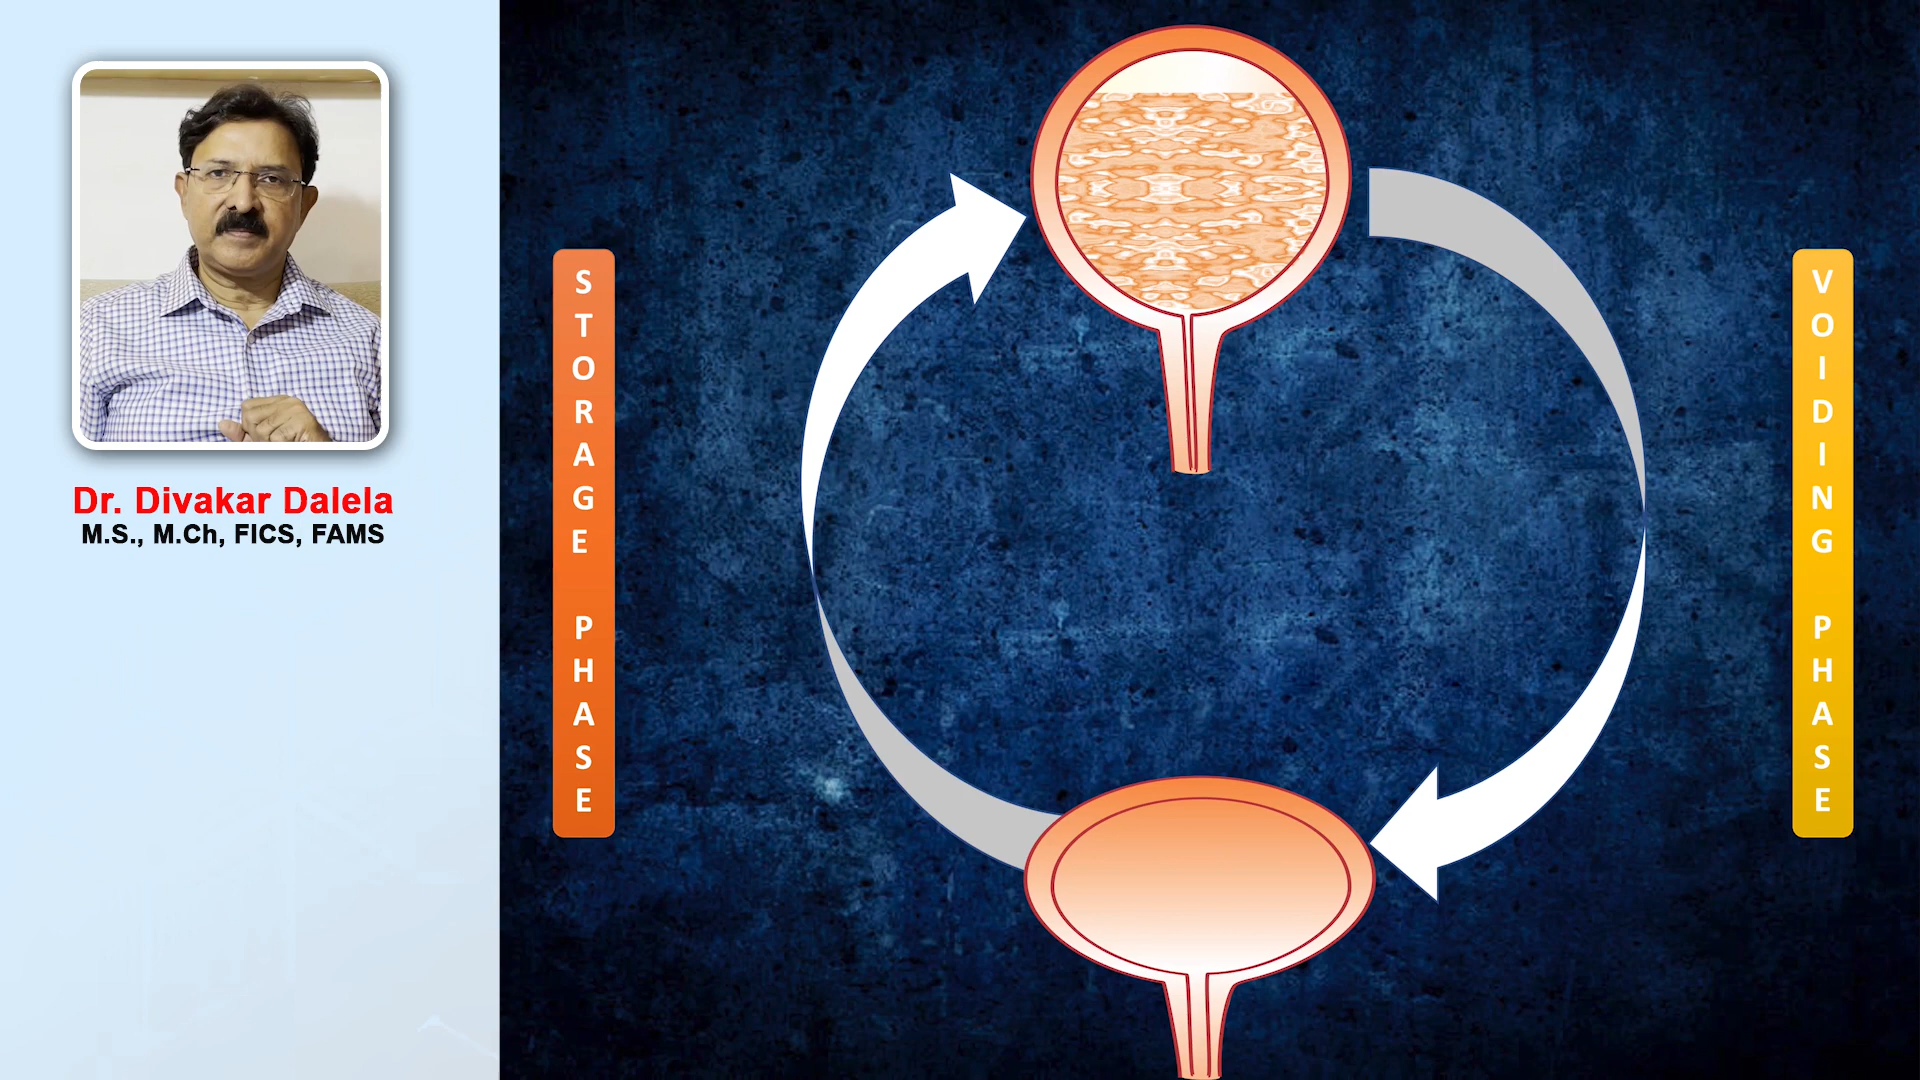 Dr. Divakar Dalela
M.S., M.Ch, FICS, FAMS
STORAGE PHASE
VOIDING PHASE